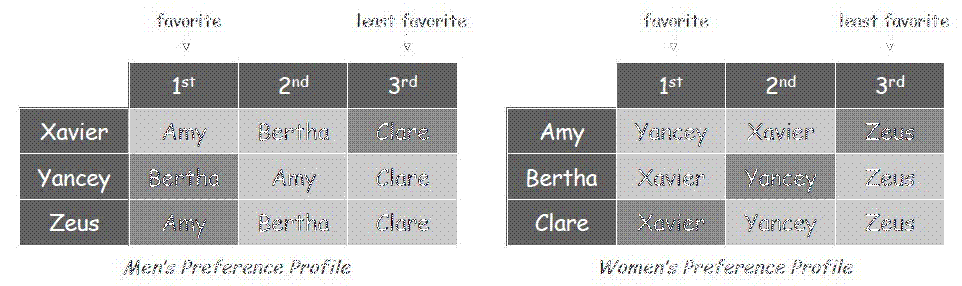 favorite least favorite favorite least favorite
1st 2nd 3rd 1st 2nd 3rd
Xavier Amy Bertha Clare Amy Yancey Xavier Zeus
Yancey Bertha Amy Clare Bertha Xavier Yancey Zeus
Zeus Amy Bertha Clare Clare Xavier Yancey Zeus
Men's Preference Profile Women's Preference Profile